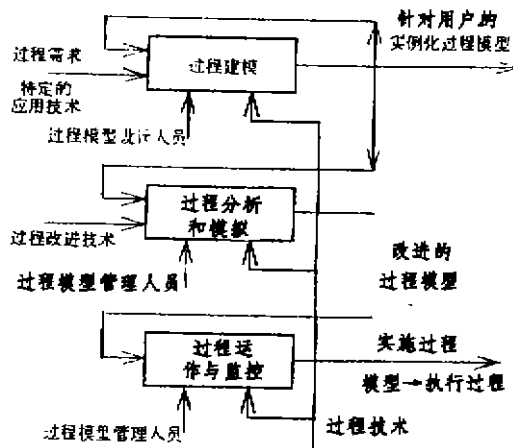 针对用户的
实例化过程模型
过程需求
过程建模
特定的
应用技术
过程模型 人员
过程分析
和模拟
过程改进技术
过程模型管理人员
改进的
过程模型
过程运
作与监控
实施过程
模型→执行过程
过程模型管理人员
过程技术